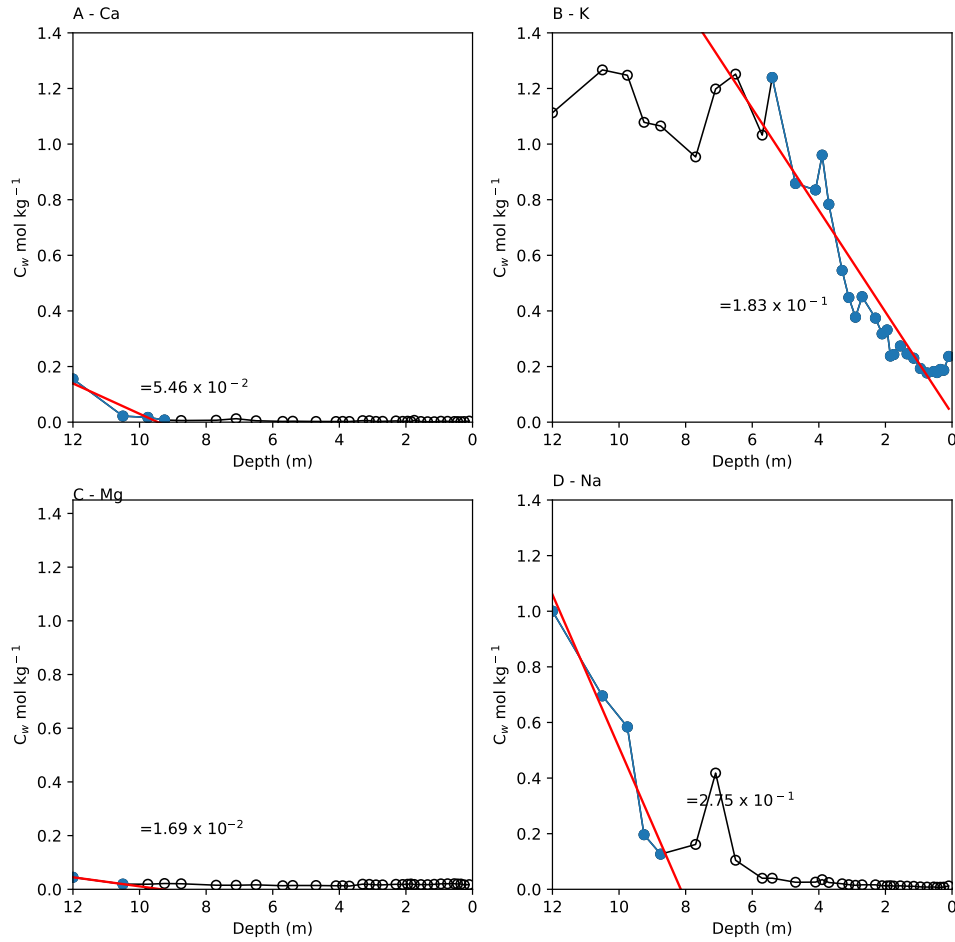 A - Ca
1.4
1.2
1.0
0.8
0.6
0.4
0.2
0.0
C_w mol kg^−1
=5.46 x 10^−2
12 10 8 6 4 2 0
Depth (m)
B - K
1.4
1.2
1.0
0.8
0.6
0.4
0.2
0.0
C_w mol kg^−1
=1.83 x 10^−1
12 10 8 6 4 2 0
Depth (m)
C - Mg
1.4
1.2
1.0
0.8
0.6
0.4
0.2
0.0
C_w mol kg^−1
=1.69 x 10^−2
12 10 8 6 4 2 0
Depth (m)
D - Na
1.4
1.2
1.0
0.8
0.6
0.4
0.2
0.0
C_w mol kg^−1
=2.75 x 10^−1
12 10 8 6 4 2 0
Depth (m)